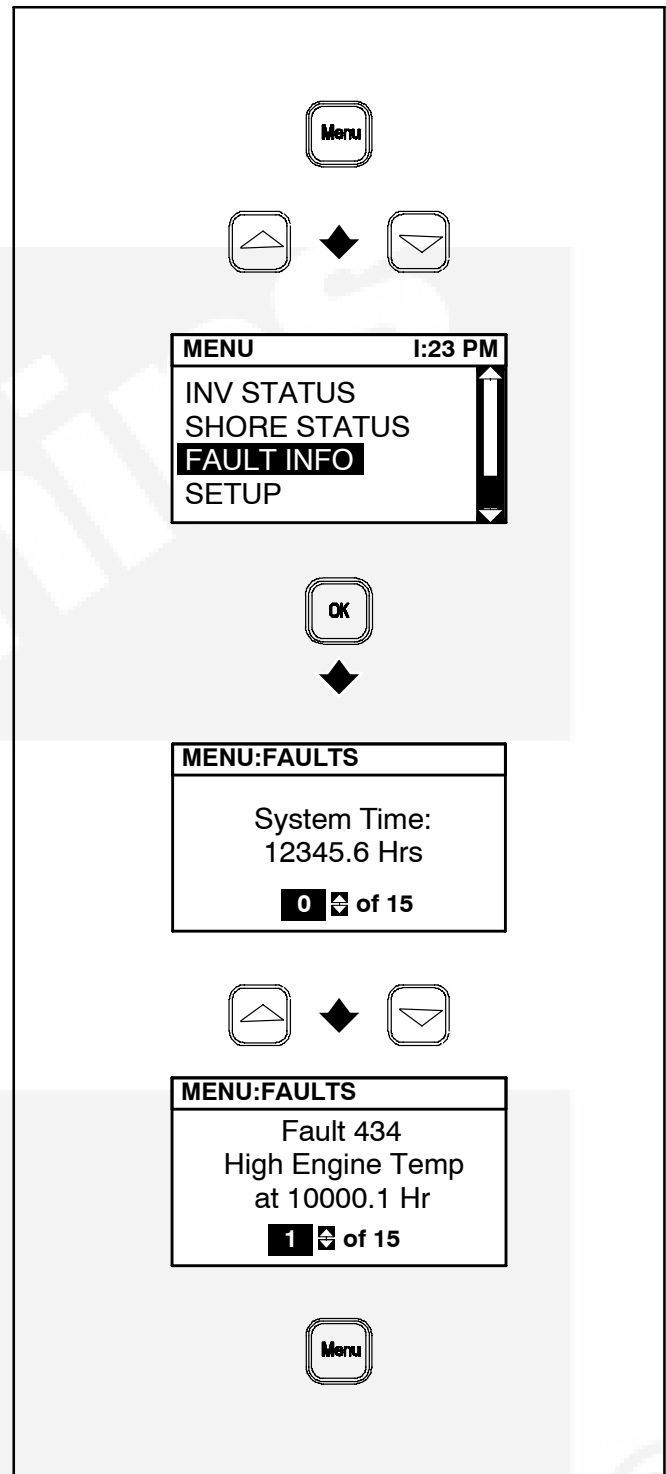 Menu
MENU I:23 PM
INV STATUS
SHORE STATUS
FAULT INFO
SETUP
OK
MENU:FAULTS
System Time:
12345.6 Hrs
0 of 15
MENU:FAULTS
Fault 434
High Engine Temp
at 10000.1 Hr
1 of 15
Menu